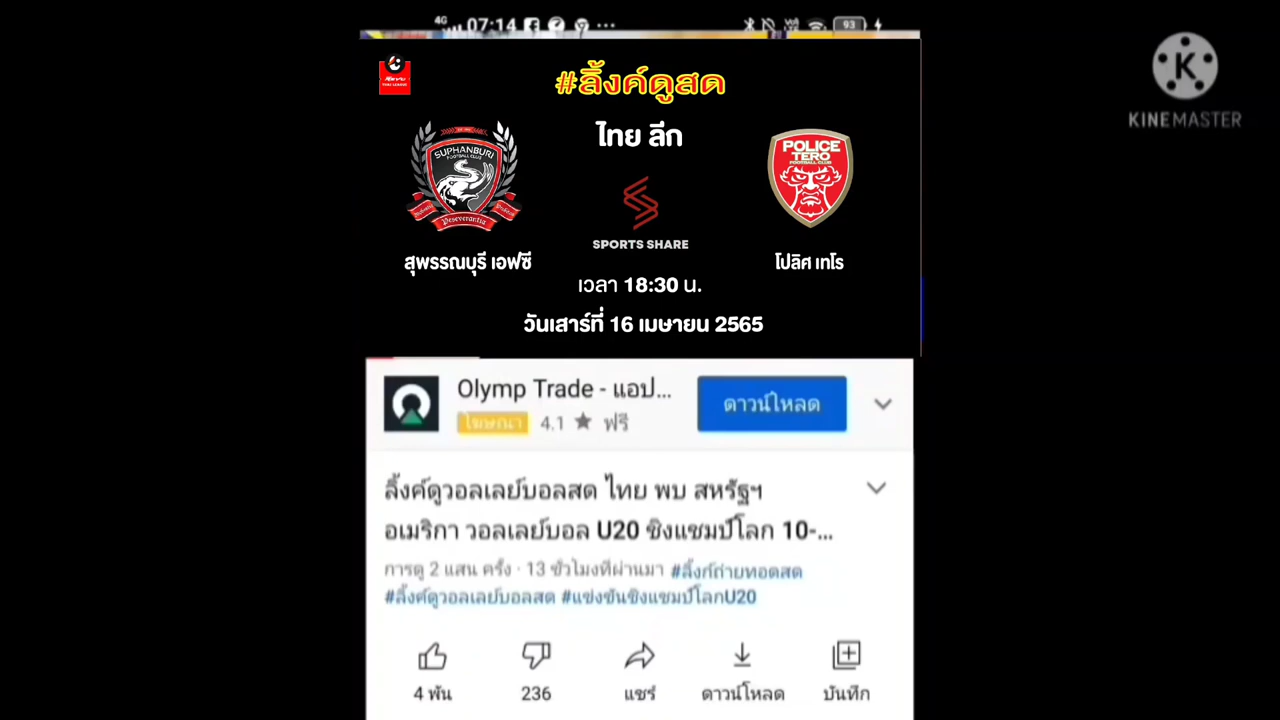 4G 07:14 93
#ลิ้งค์ดูสด
ไทย ลีก
SUPHANBURI
FOOTBALL CLUB
Peseverantia
POLICE
TERO
FOOTBALL CLUB
SPORTS SHARE
สุพรรณบุรี เอฟซี
โปลิศ เทโร
เวลา 18:30 น.
วันเสาร์ที่ 16 เมษายน 2565
KINEMASTER
Olymp Trade - แอป...
โฆษณา 4.1 ★ ฟรี
ดาวน์โหลด
ลิ้งค์ดูวอลเลย์บอลสด ไทย พบ สหรัฐฯ
อเมริกา วอลเลย์บอล U20 ชิงแชมป์โลก 10-...
การดู 2 แสน ครั้ง · 13 ชั่วโมงที่ผ่านมา #ลิ้งก์ถ่ายทอดสด
#ลิ้งค์ดูวอลเลย์บอลสด #แข่งขันชิงแชมป์โลกU20
4 พัน 236 แชร์ ดาวน์โหลด บันทึก